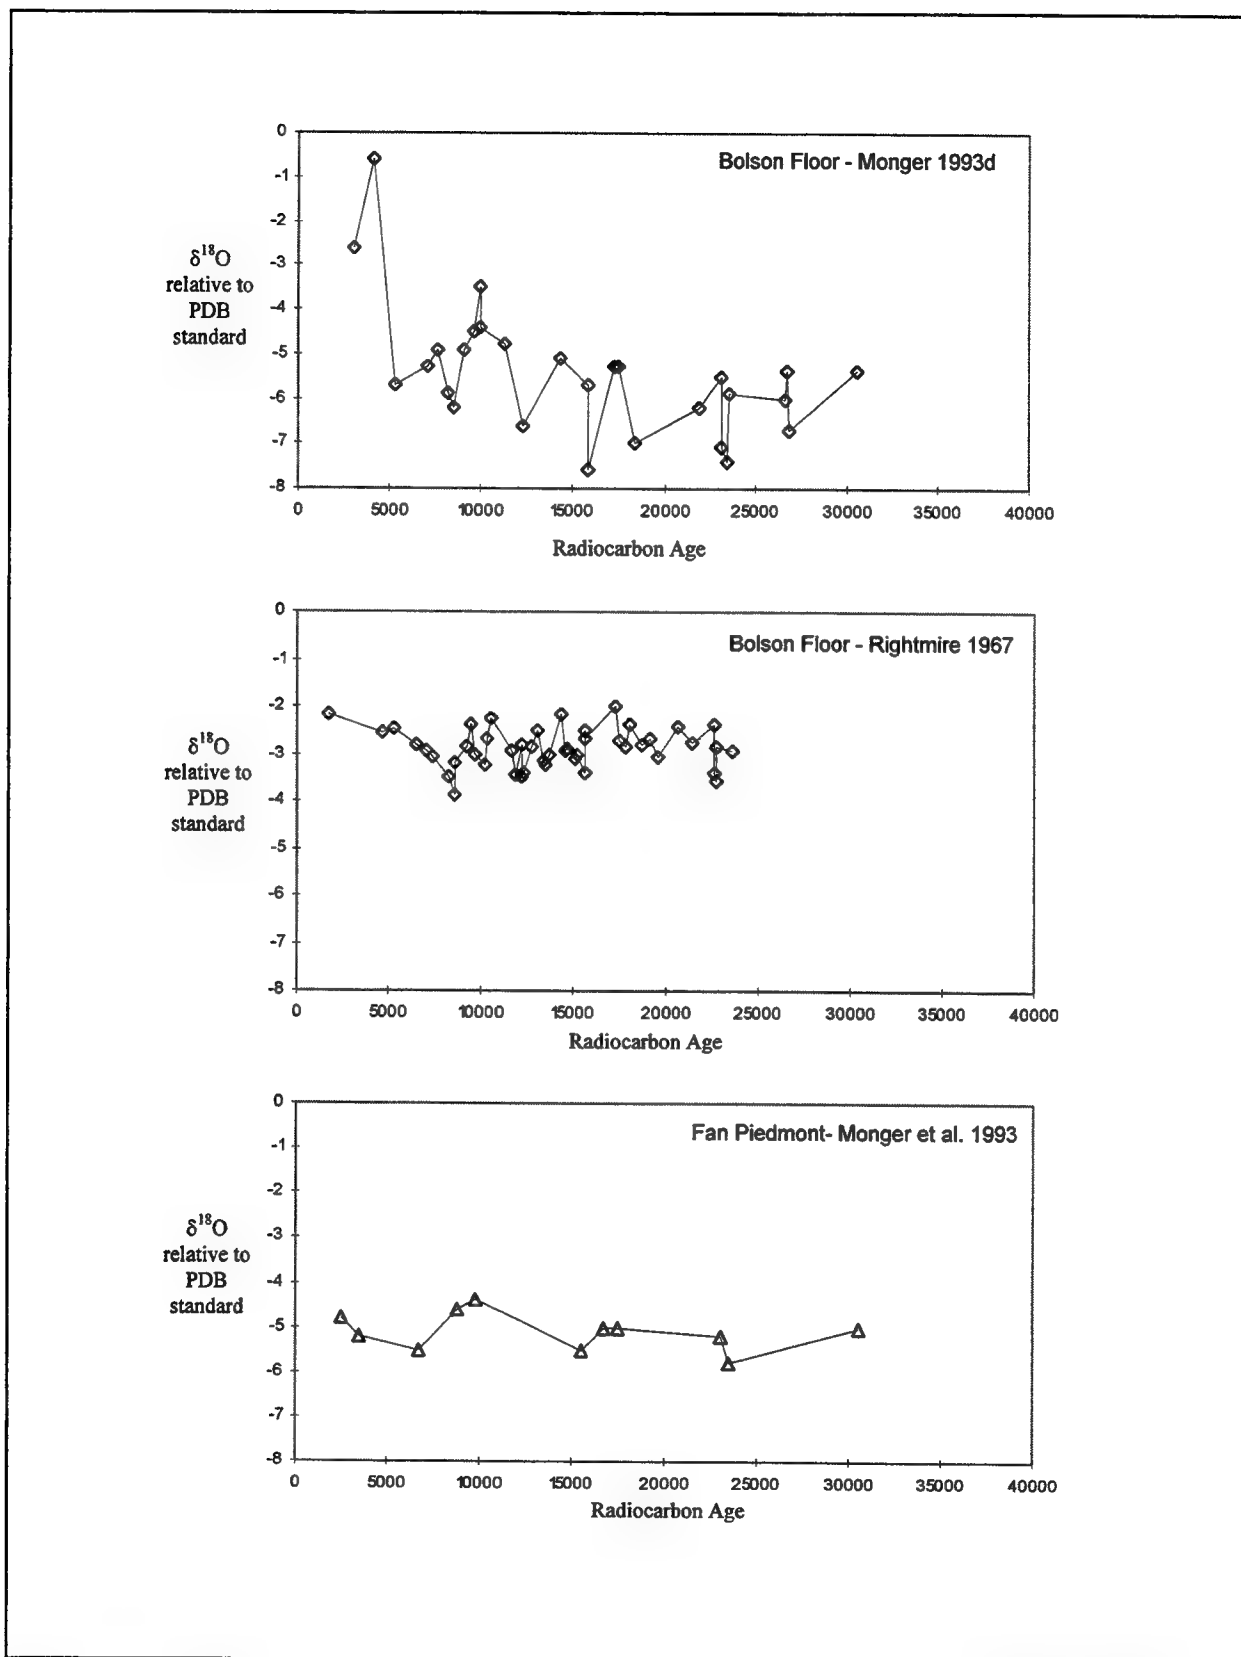 0
Bolson Floor - Monger 1993d
-1
-2
-3
-4
-5
-6
-7
-8
δ¹⁸O
relative to
PDB
standard
0 5000 10000 15000 20000 25000 30000 35000 40000
Radiocarbon Age
0
Bolson Floor - Rightmire 1967
-1
-2
-3
-4
-5
-6
-7
-8
δ¹⁸O
relative to
PDB
standard
0 5000 10000 15000 20000 25000 30000 35000 40000
Radiocarbon Age
0
Fan Piedmont- Monger et al. 1993
-1
-2
-3
-4
-5
-6
-7
-8
δ¹⁸O
relative to
PDB
standard
0 5000 10000 15000 20000 25000 30000 35000 40000
Radiocarbon Age